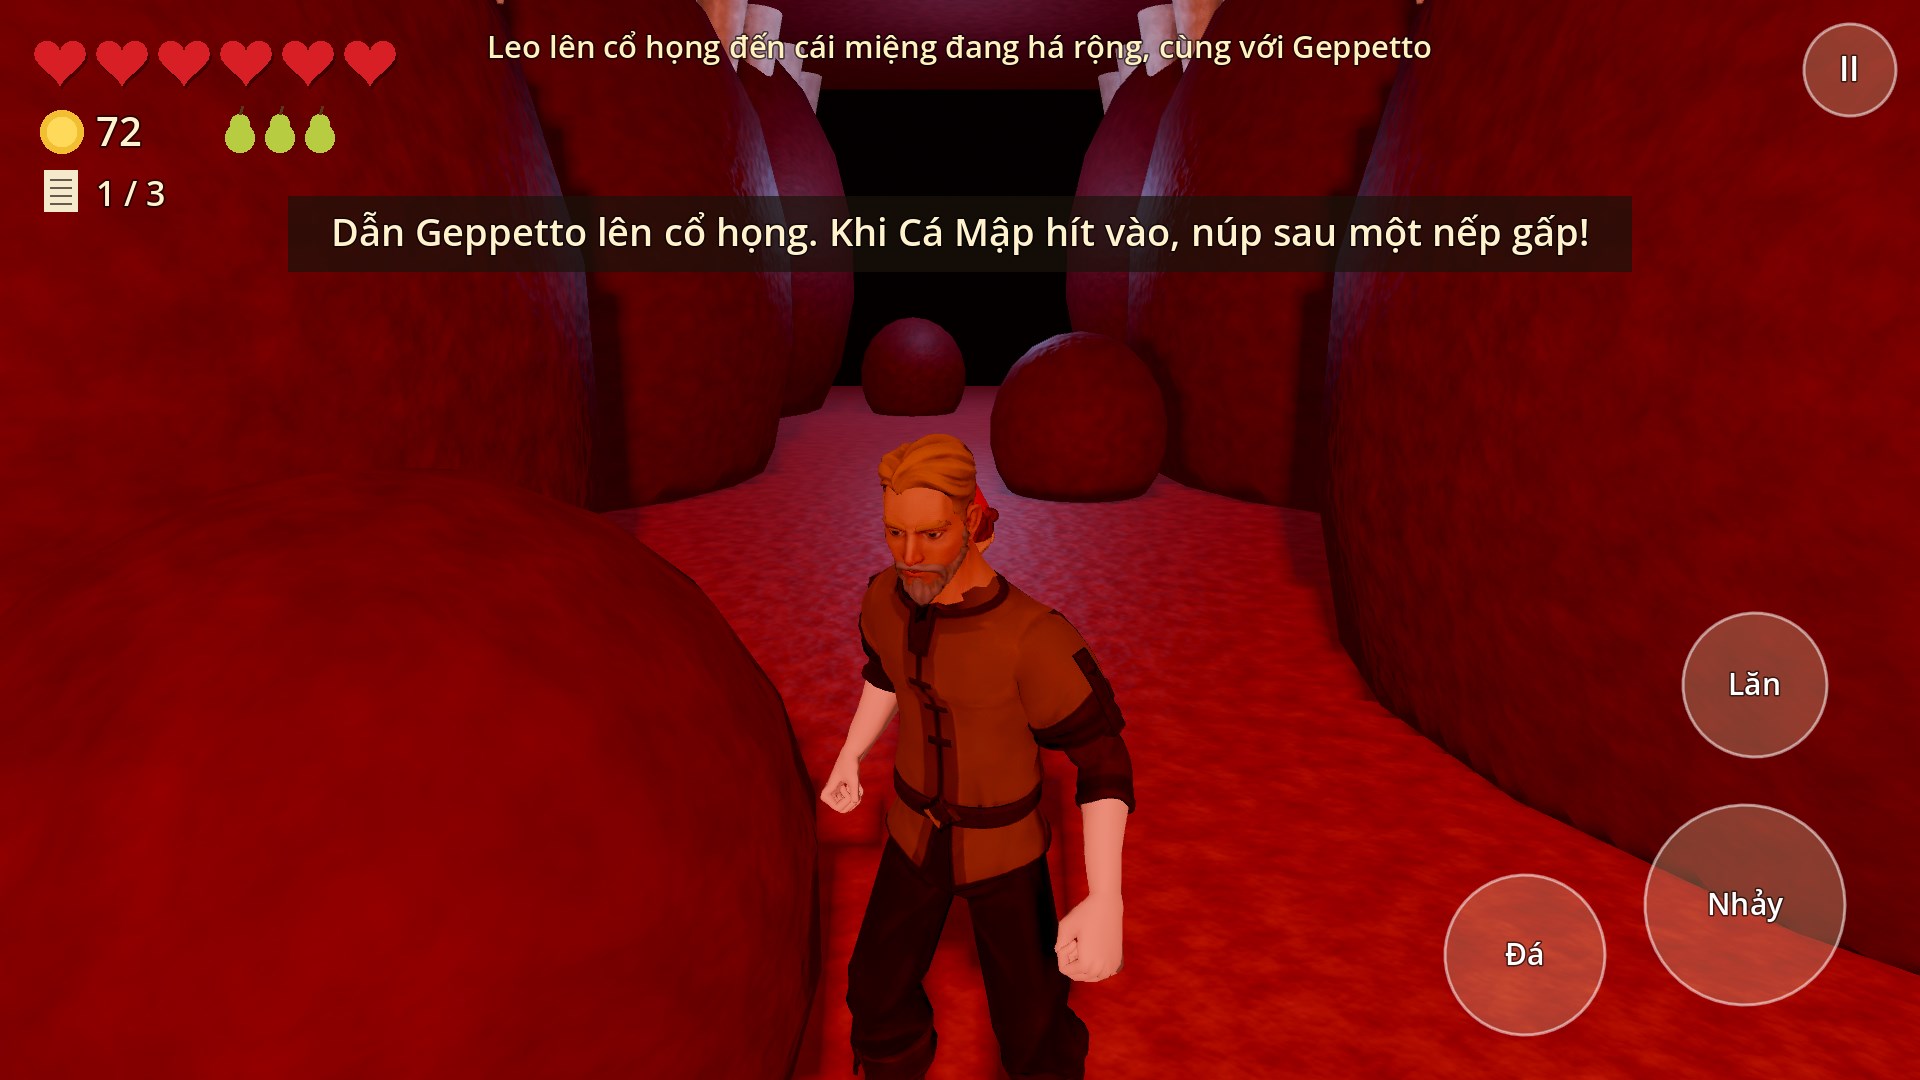 Leo lên cổ họng đến cái miệng đang há rộng, cùng với Geppetto
72
1 / 3
Dẫn Geppetto lên cổ họng. Khi Cá Mập hít vào, núp sau một nếp gấp!
Lăn
Nhảy
Đá